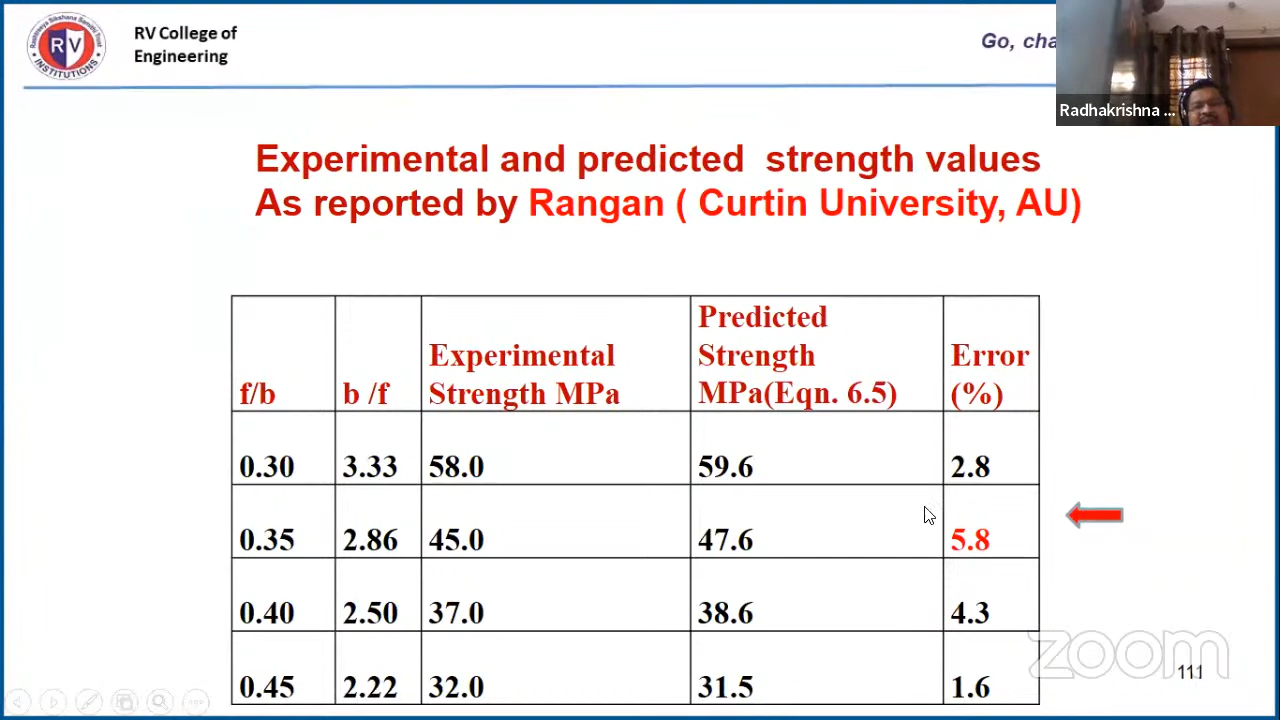 RV College of
Engineering
Go, cha
Radhakrishna ...
RV
INSTITUTIONS
Experimental and predicted strength values
As reported by Rangan ( Curtin University, AU)
f/b b /f Experimental Strength MPa Predicted Strength MPa(Eqn. 6.5) Error (%)
0.30 3.33 58.0 59.6 2.8
0.35 2.86 45.0 47.6 5.8
0.40 2.50 37.0 38.6 4.3
0.45 2.22 32.0 31.5 1.6
zoom
111